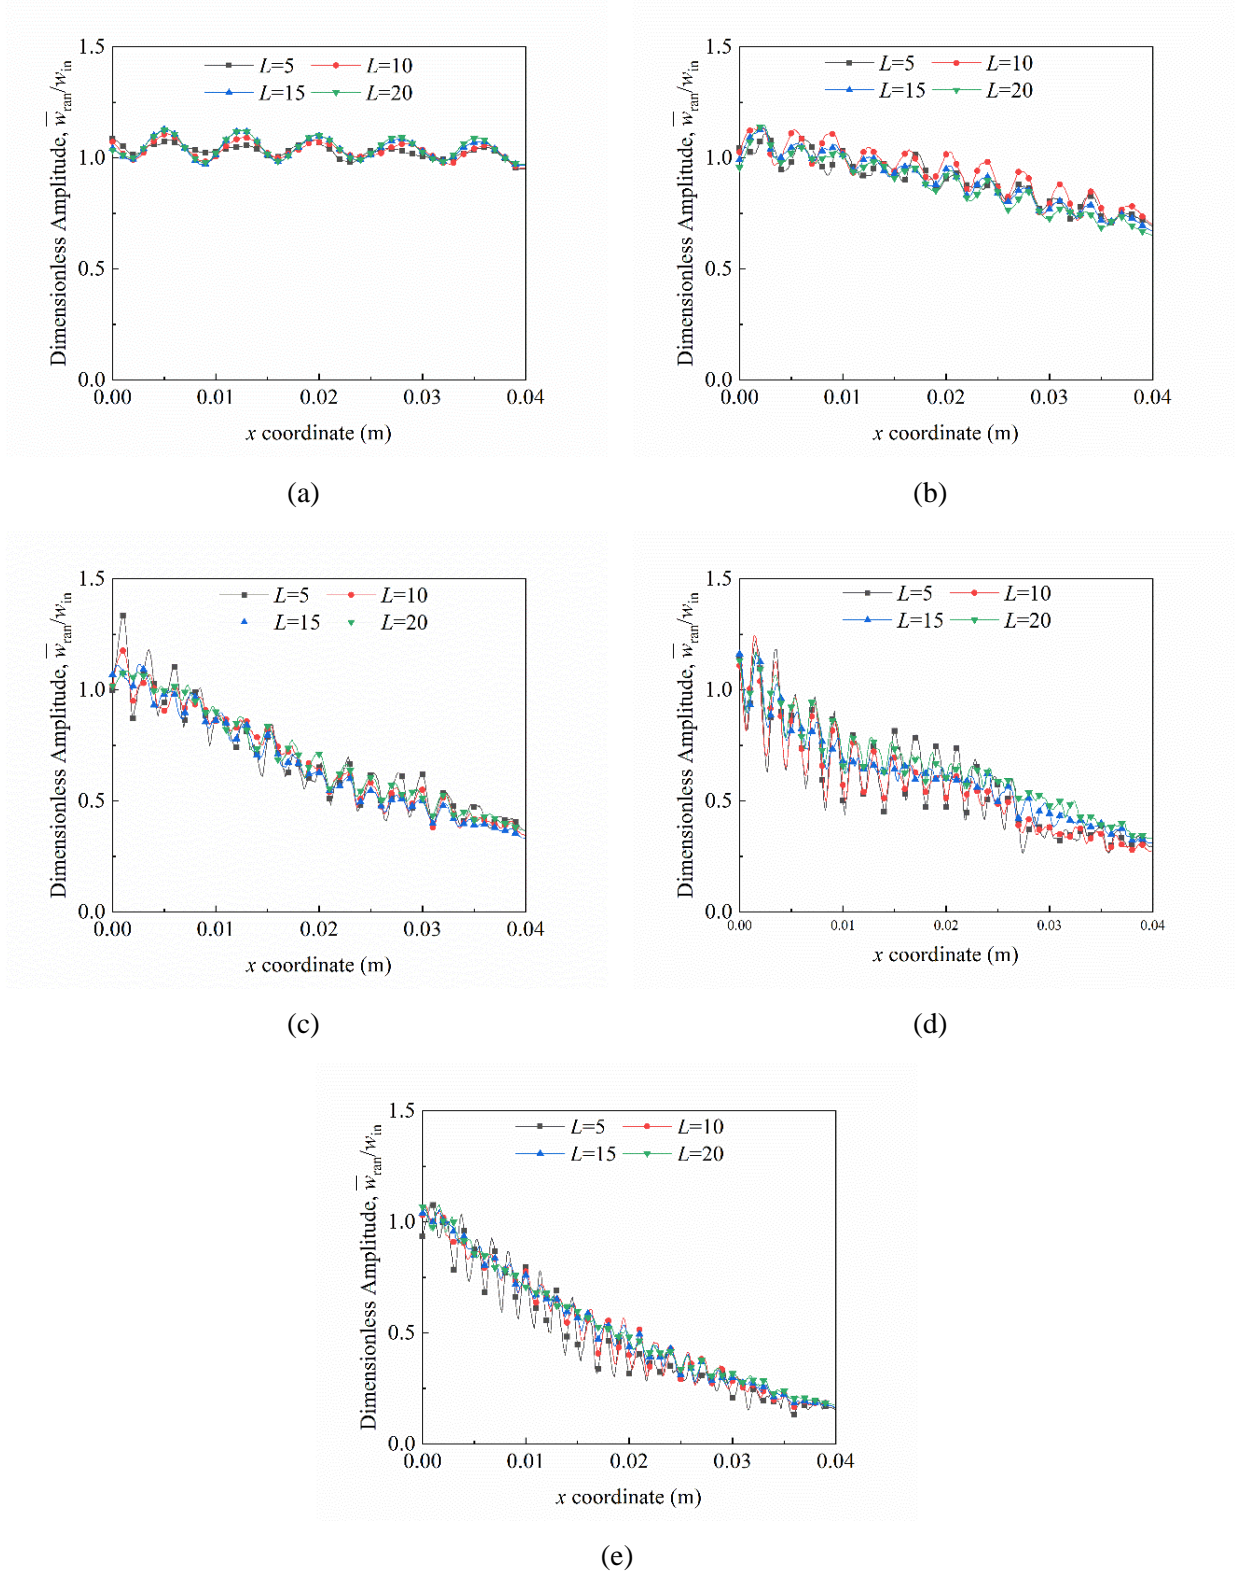 1.5
L=5 L=10
L=15 L=20
1.0
0.5
0.0
0.00 0.01 0.02 0.03 0.04
Dimensionless Amplitude, w̅ran/win
x coordinate (m)
(a)
1.5
L=5 L=10
L=15 L=20
1.0
0.5
0.0
0.00 0.01 0.02 0.03 0.04
Dimensionless Amplitude, w̅ran/win
x coordinate (m)
(b)
1.5
L=5 L=10
L=15 L=20
1.0
0.5
0.0
0.00 0.01 0.02 0.03 0.04
Dimensionless Amplitude, w̅ran/win
x coordinate (m)
(c)
1.5
L=5 L=10
L=15 L=20
1.0
0.5
0.0
0.00 0.01 0.02 0.03 0.04
Dimensionless Amplitude, w̅ran/win
x coordinate (m)
(d)
1.5
L=5 L=10
L=15 L=20
1.0
0.5
0.0
0.00 0.01 0.02 0.03 0.04
Dimensionless Amplitude, w̅ran/win
x coordinate (m)
(e)